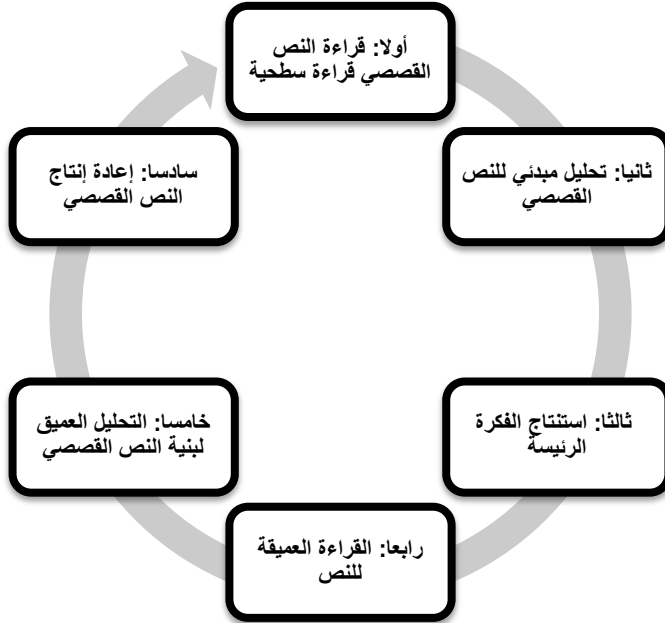 أولا: قراءة النص
القصصي قراءة سطحية
ثانيا: تحليل مبدئي للنص
القصصي
ثالثا: استنتاج الفكرة
الرئيسة
رابعا: القراءة العميقة
للنص
خامسا: التحليل العميق
لبنية النص القصصي
سادسا: إعادة إنتاج
النص القصصي